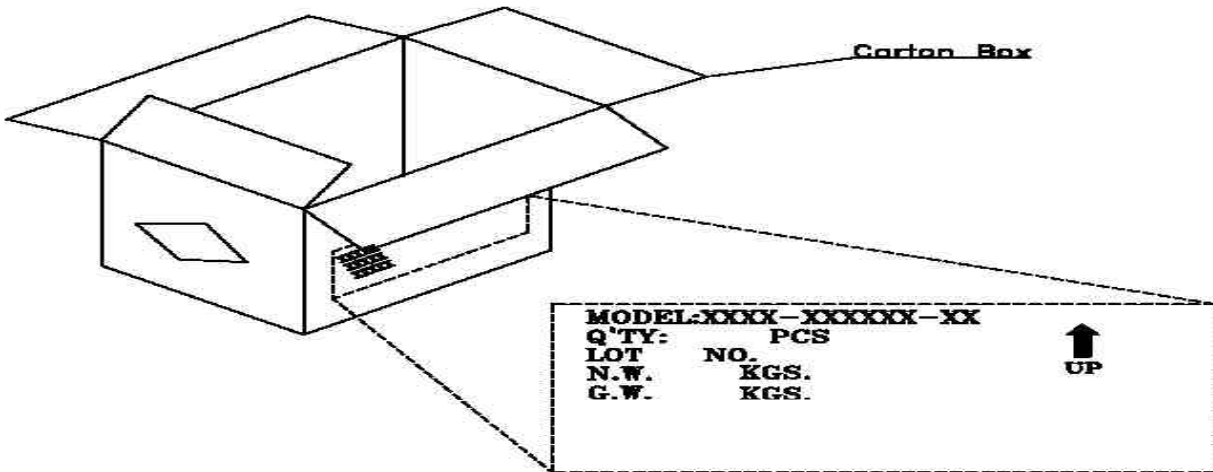 Carton Box
MODEL:XXXX-XXXXXX-XX
Q'TY: PCS
LOT NO.
N.W. KGS.
G.W. KGS.
UP